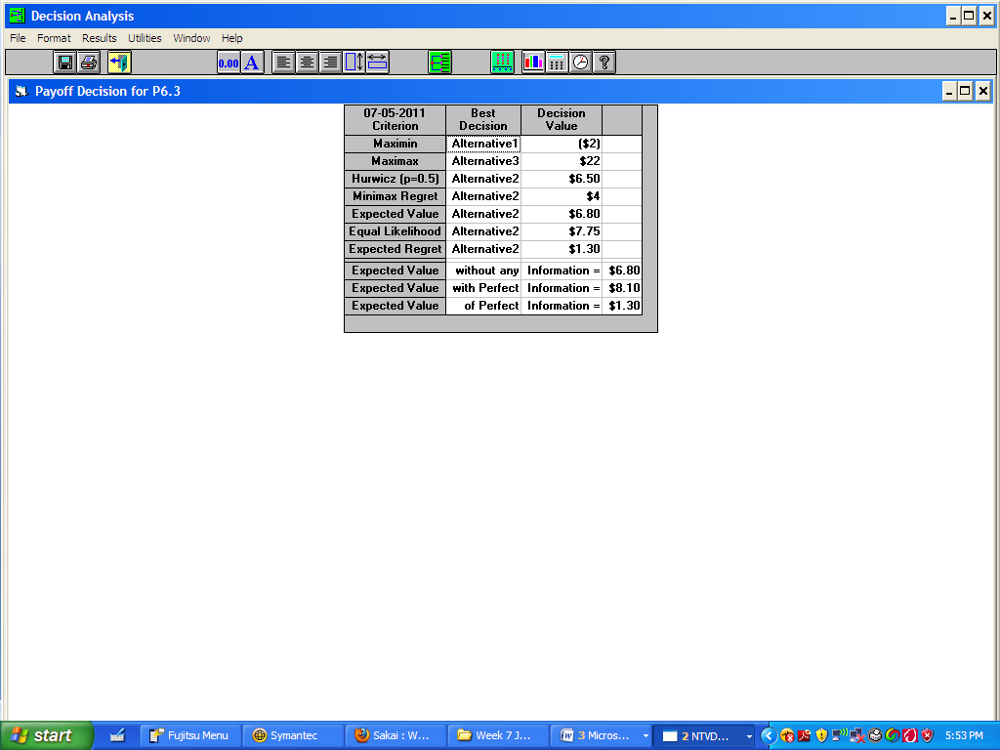 Decision Analysis
File Format Results Utilities Window Help
0.00 A ?
Payoff Decision for P6.3
07-05-2011 Best Decision
Criterion Decision Value
Maximin Alternative1 ($2)
Maximax Alternative3 $22
Hurwicz (p=0.5) Alternative2 $6.50
Minimax Regret Alternative2 $4
Expected Value Alternative2 $6.80
Equal Likelihood Alternative2 $7.75
Expected Regret Alternative2 $1.30
Expected Value without any Information = $6.80
Expected Value with Perfect Information = $8.10
Expected Value of Perfect Information = $1.30
start Fujitsu Menu Symantec Sakai : W... Week 7 J... 3 Micros... 2 NTVD... 5:53 PM